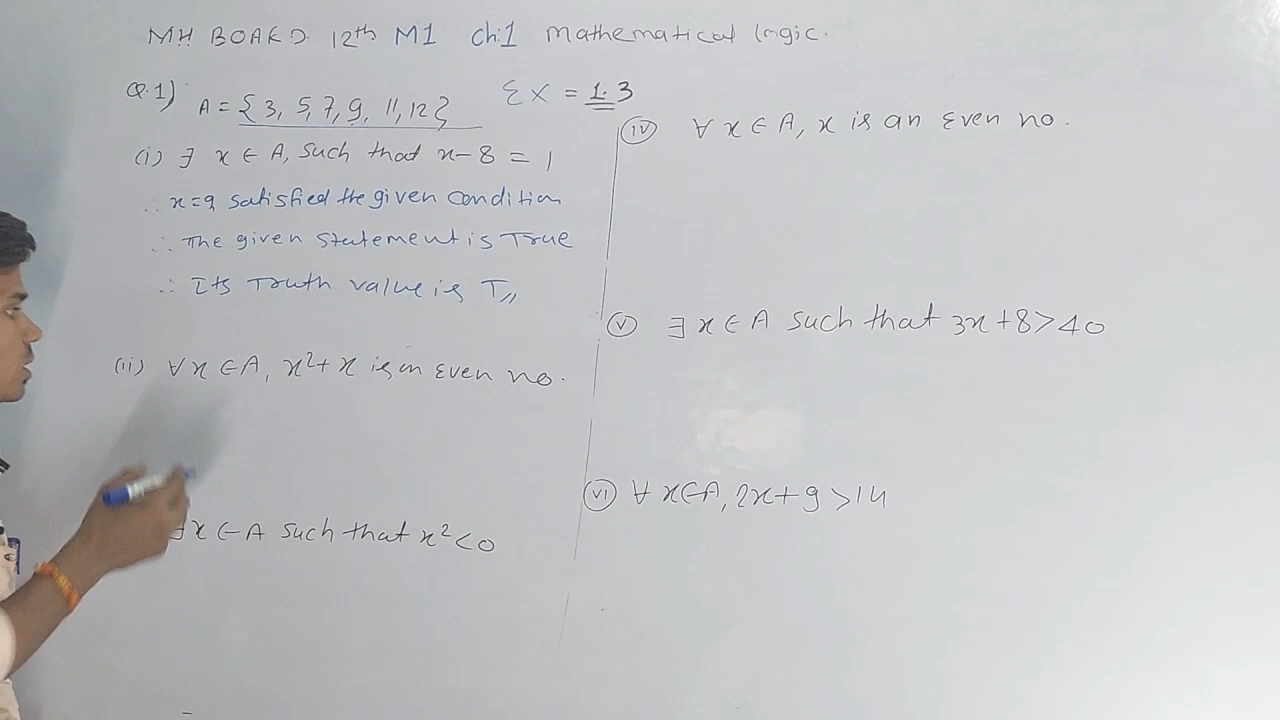 MH BOARD 12th M1 Ch:1 mathematical logic.
Q.1) A = {3, 5, 7, 9, 11, 12} Ex = 1.3
(i) ∃ x ∈ A, such that x - 8 = 1
∴ x = 9 satisfied the given condition
∴ The given statement is True
∴ Its Truth value is T //
(ii) ∀ x ∈ A, x² + x is an Even no.
∃ x ∈ A such that x² < 0
(iv) ∀ x ∈ A, x is an Even no.
(v) ∃ x ∈ A such that 3x + 8 > 40
(vi) ∀ x ∈ A, 2x + 9 > 14